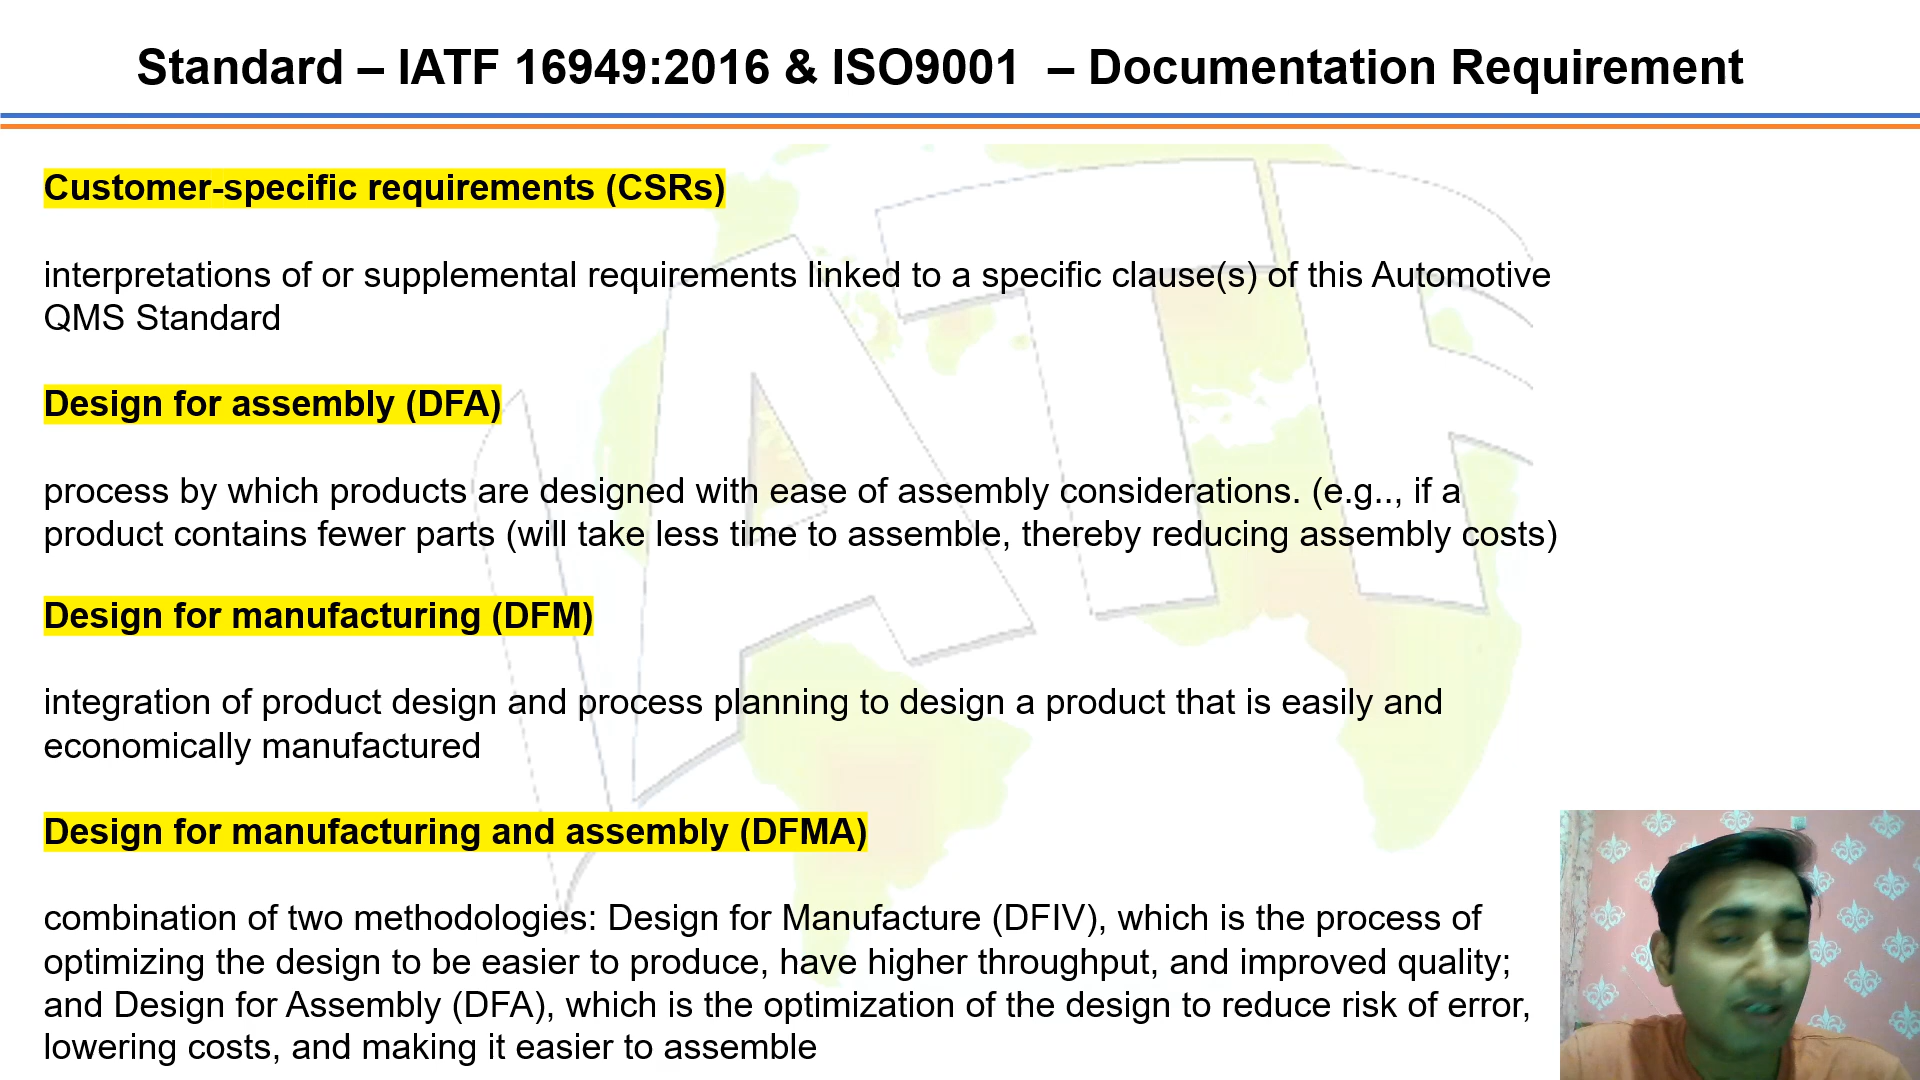 Standard – IATF 16949:2016 & ISO9001 – Documentation Requirement
Customer-specific requirements (CSRs)
interpretations of or supplemental requirements linked to a specific clause(s) of this Automotive
QMS Standard
Design for assembly (DFA)
process by which products are designed with ease of assembly considerations. (e.g.., if a
product contains fewer parts (will take less time to assemble, thereby reducing assembly costs)
Design for manufacturing (DFM)
integration of product design and process planning to design a product that is easily and
economically manufactured
Design for manufacturing and assembly (DFMA)
combination of two methodologies: Design for Manufacture (DFIV), which is the process of
optimizing the design to be easier to produce, have higher throughput, and improved quality;
and Design for Assembly (DFA), which is the optimization of the design to reduce risk of error,
lowering costs, and making it easier to assemble
IATF